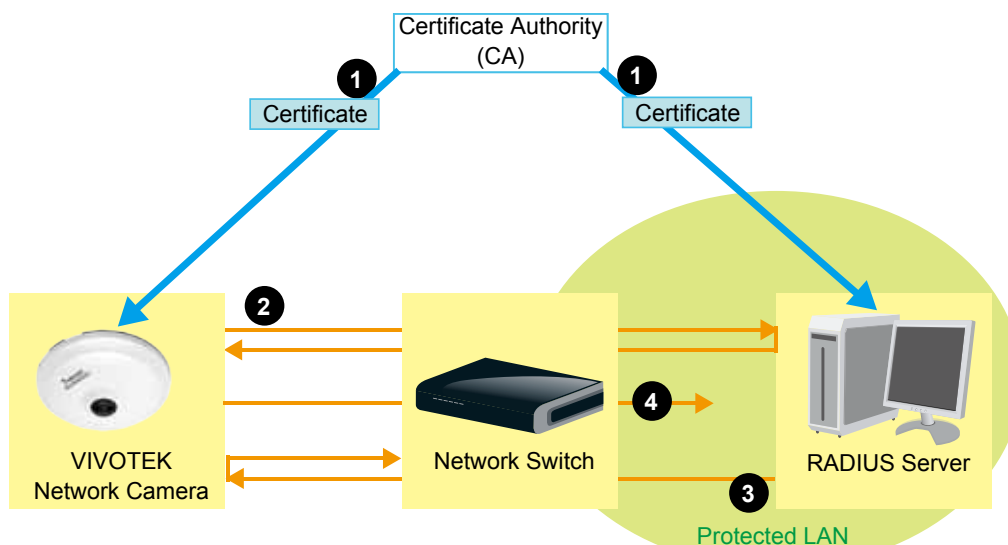 Certificate Authority
(CA)
1
1
Certificate
Certificate
2
4
VIVOTEK
Network Camera
Network Switch
RADIUS Server
3
Protected LAN